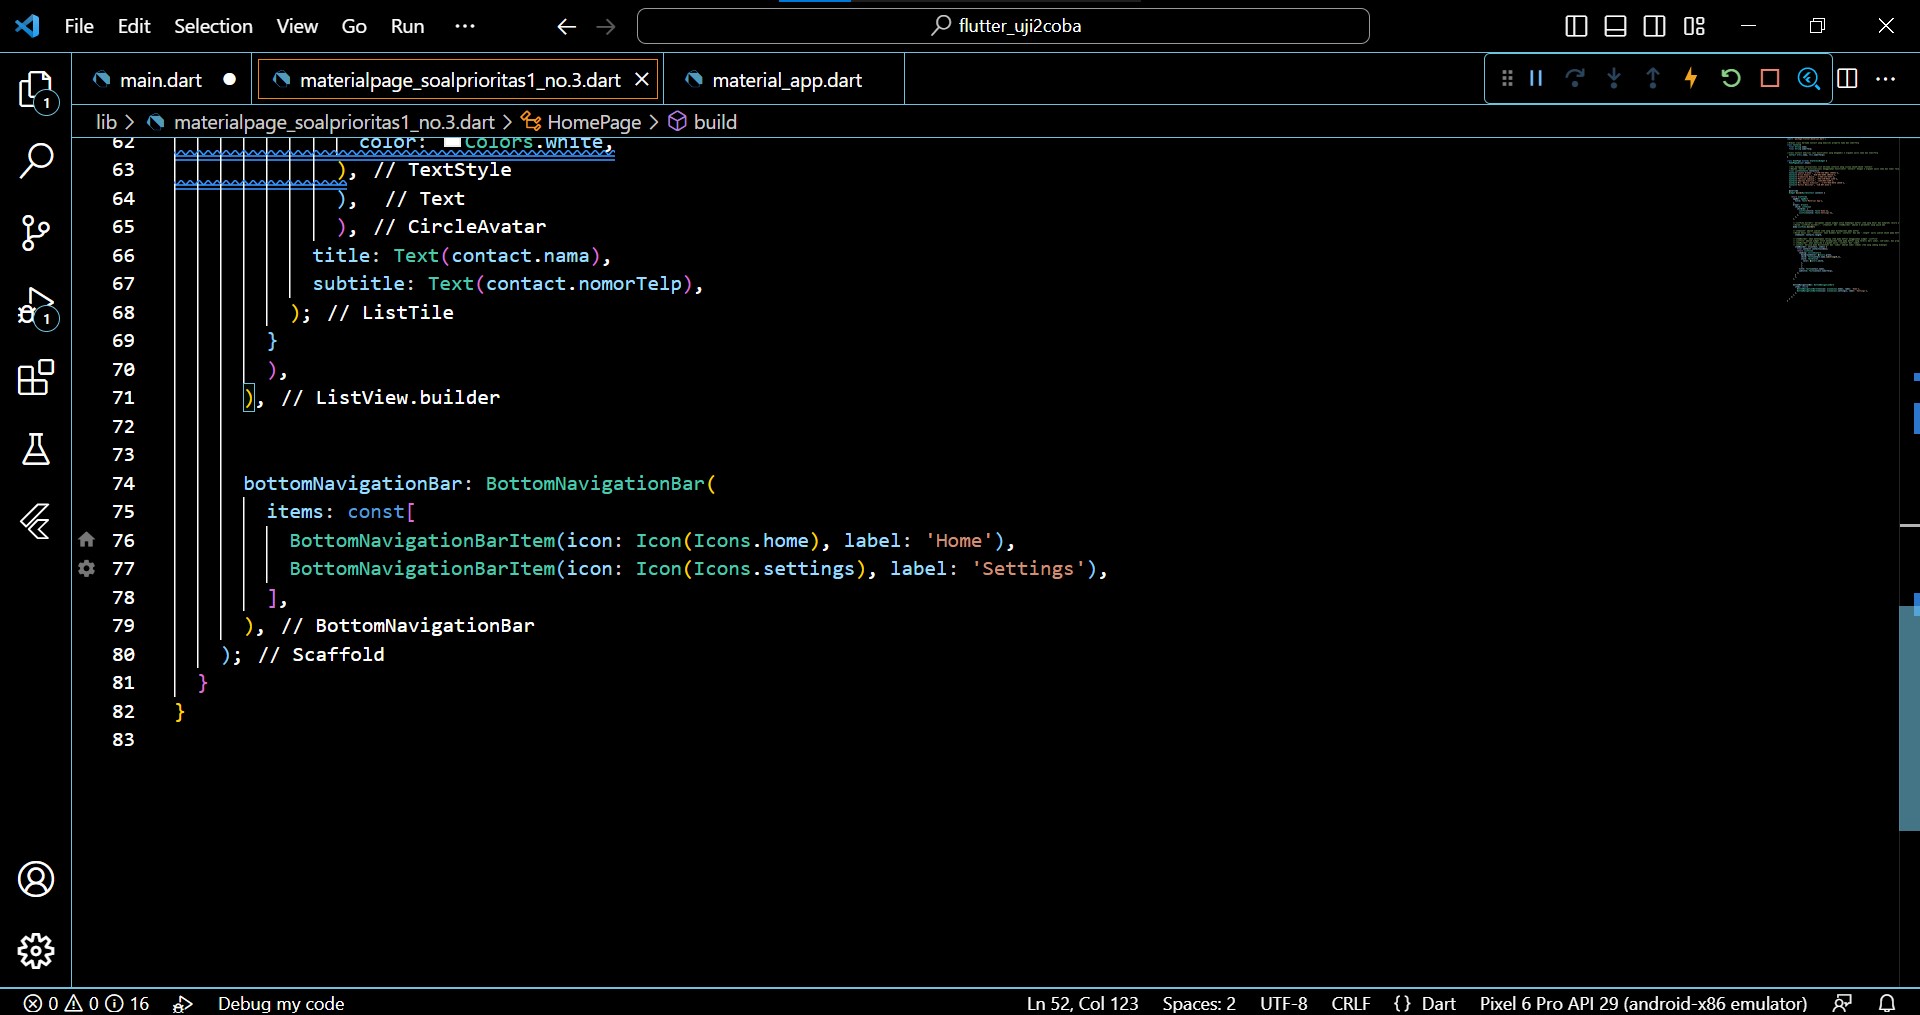 File Edit Selection View Go Run ···
flutter_uji2coba
main.dart
materialpage_soalprioritas1_no.3.dart
material_app.dart
lib > materialpage_soalprioritas1_no.3.dart > HomePage > build
62 color: Colors.white,
63 ), // TextStyle
64 ), // Text
65 ), // CircleAvatar
66 title: Text(contact.nama),
67 subtitle: Text(contact.nomorTelp),
68 ); // ListTile
69 }
70 ),
71 ), // ListView.builder
72
73
74 bottomNavigationBar: BottomNavigationBar(
75 items: const[
76 BottomNavigationBarItem(icon: Icon(Icons.home), label: 'Home'),
77 BottomNavigationBarItem(icon: Icon(Icons.settings), label: 'Settings'),
78 ],
79 ), // BottomNavigationBar
80 ); // Scaffold
81 }
82 }
83
1
1
0 0 16 Debug my code Ln 52, Col 123 Spaces: 2 UTF-8 CRLF {} Dart Pixel 6 Pro API 29 (android-x86 emulator)